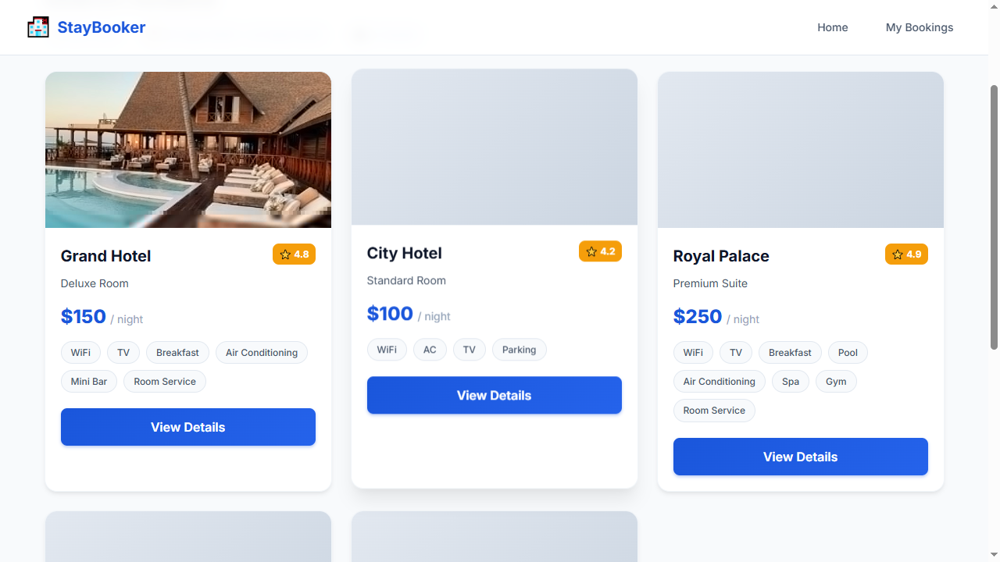 StayBooker
Home
My Bookings
Grand Hotel
4.8
Deluxe Room
$150 / night
WiFi
TV
Breakfast
Air Conditioning
Mini Bar
Room Service
View Details
City Hotel
4.2
Standard Room
$100 / night
WiFi
AC
TV
Parking
View Details
Royal Palace
4.9
Premium Suite
$250 / night
WiFi
TV
Breakfast
Pool
Air Conditioning
Spa
Gym
Room Service
View Details